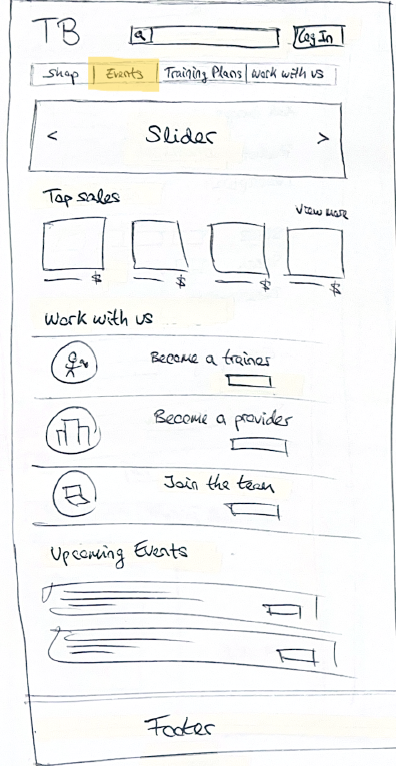 TB Log In
Shop Events Training Plans Work with us
< Slider >
Top sales
View more
$ $ $ $
Work with us
Become a trainer
Become a provider
Join the team
Upcoming Events
Footer